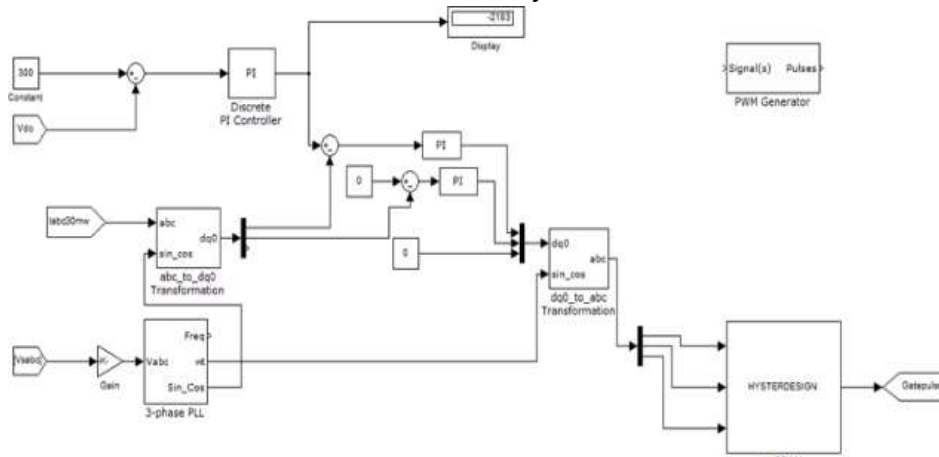 -2183
Display
300
Constant
PI
Discrete
PI Controller
Signal(s) Pulses
PWM Generator
Vdo
PI
0
PI
Iabc30mw
abc
dq0
sin_cos
abc_to_dq0
Transformation
0
dq0
abc
sin_cos
dq0_to_abc
Transformation
[Vsabc]
Gain
Vabc
Freq
wt
Sin_Cos
3-phase PLL
HYSTERDESIGN
Gatepulse